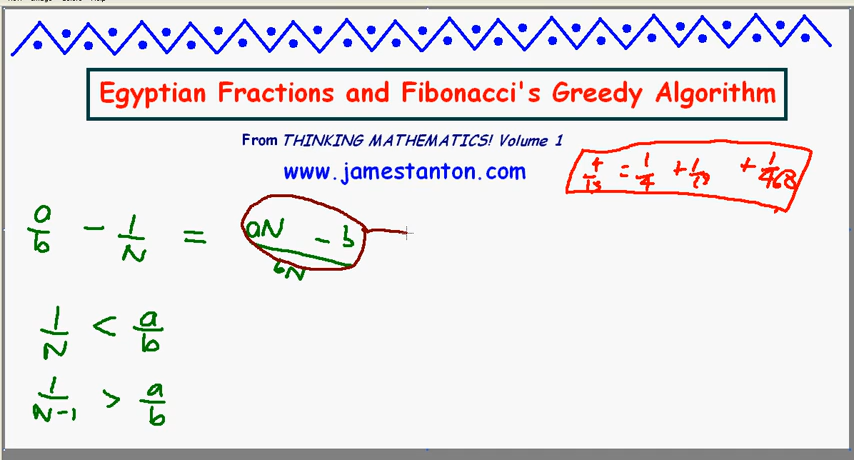 Egyptian Fractions and Fibonacci's Greedy Algorithm
From THINKING MATHEMATICS! Volume 1
www.jamestanton.com
4/13 = 1/4 + 1/18 + 1/468
a/b - 1/N = aN - b / bN
1/N < a/b
1/N-1 > a/b